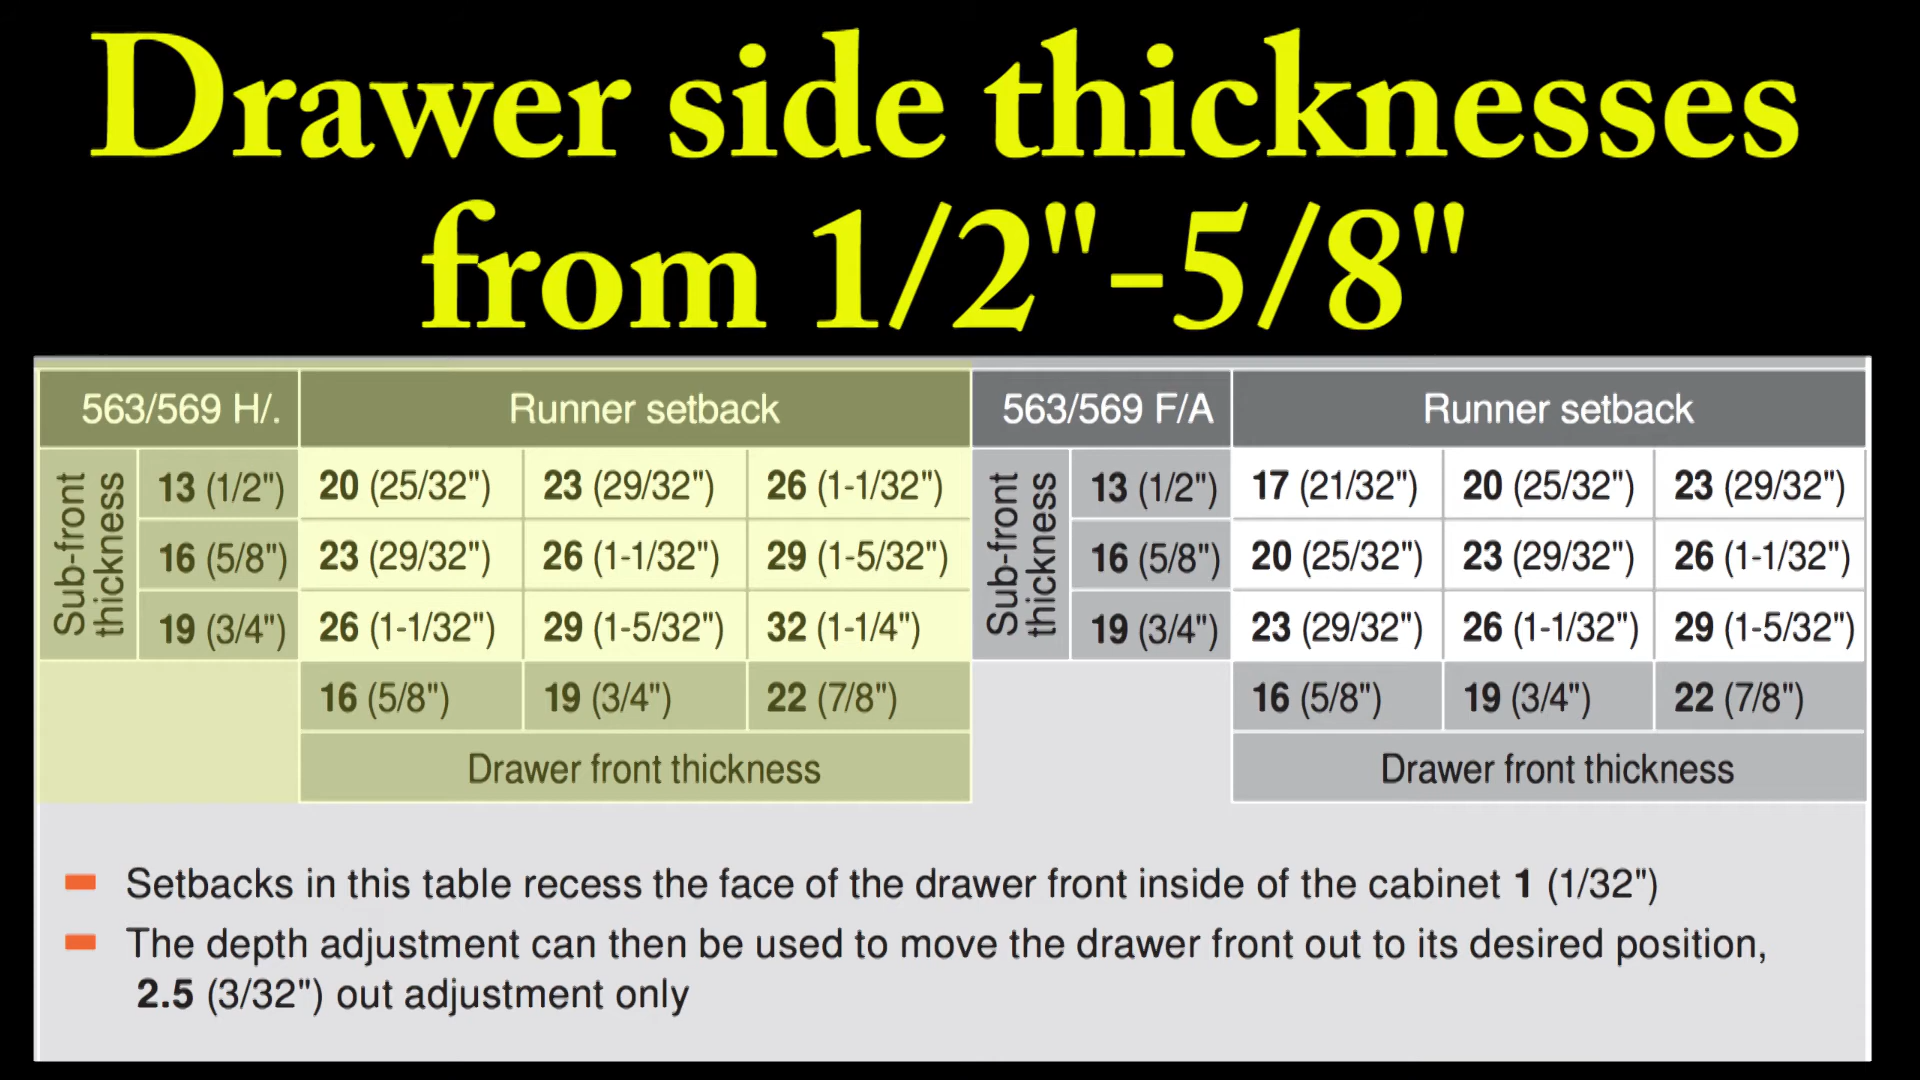 Drawer side thicknesses
from 1/2"-5/8"
563/569 H/. Runner setback 563/569 F/A Runner setback
Sub-front thickness
13 (1/2") 20 (25/32") 23 (29/32") 26 (1-1/32")
16 (5/8") 23 (29/32") 26 (1-1/32") 29 (1-5/32")
19 (3/4") 26 (1-1/32") 29 (1-5/32") 32 (1-1/4")
16 (5/8") 19 (3/4") 22 (7/8")
Drawer front thickness
Sub-front thickness
13 (1/2") 17 (21/32") 20 (25/32") 23 (29/32")
16 (5/8") 20 (25/32") 23 (29/32") 26 (1-1/32")
19 (3/4") 23 (29/32") 26 (1-1/32") 29 (1-5/32")
16 (5/8") 19 (3/4") 22 (7/8")
Drawer front thickness
Setbacks in this table recess the face of the drawer front inside of the cabinet 1 (1/32")
The depth adjustment can then be used to move the drawer front out to its desired position,
2.5 (3/32") out adjustment only